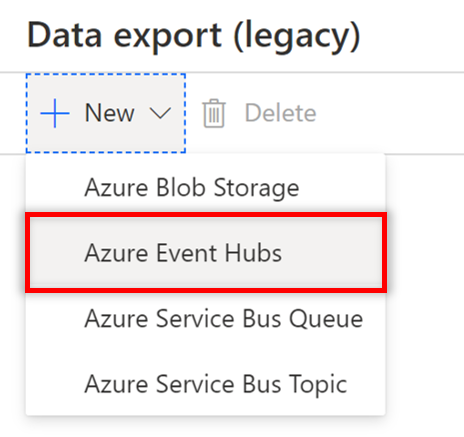 Data export (legacy)
New Delete
Azure Blob Storage
Azure Event Hubs
Azure Service Bus Queue
Azure Service Bus Topic